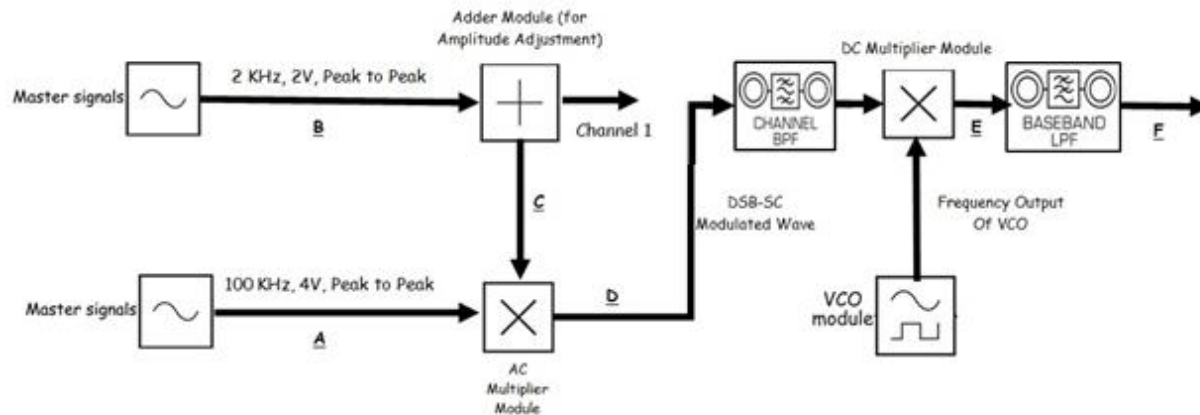 Adder Module (for
Amplitude Adjustment)
DC Multiplier Module
2 KHz, 2V, Peak to Peak
Master signals
B
Channel 1
CHANNEL
BPF
E
BASEBAND
LPF
F
C
DSB-SC
Modulated Wave
Frequency Output
Of VCO
100 KHz, 4V, Peak to Peak
Master signals
A
D
VCO
module
AC
Multiplier
Module